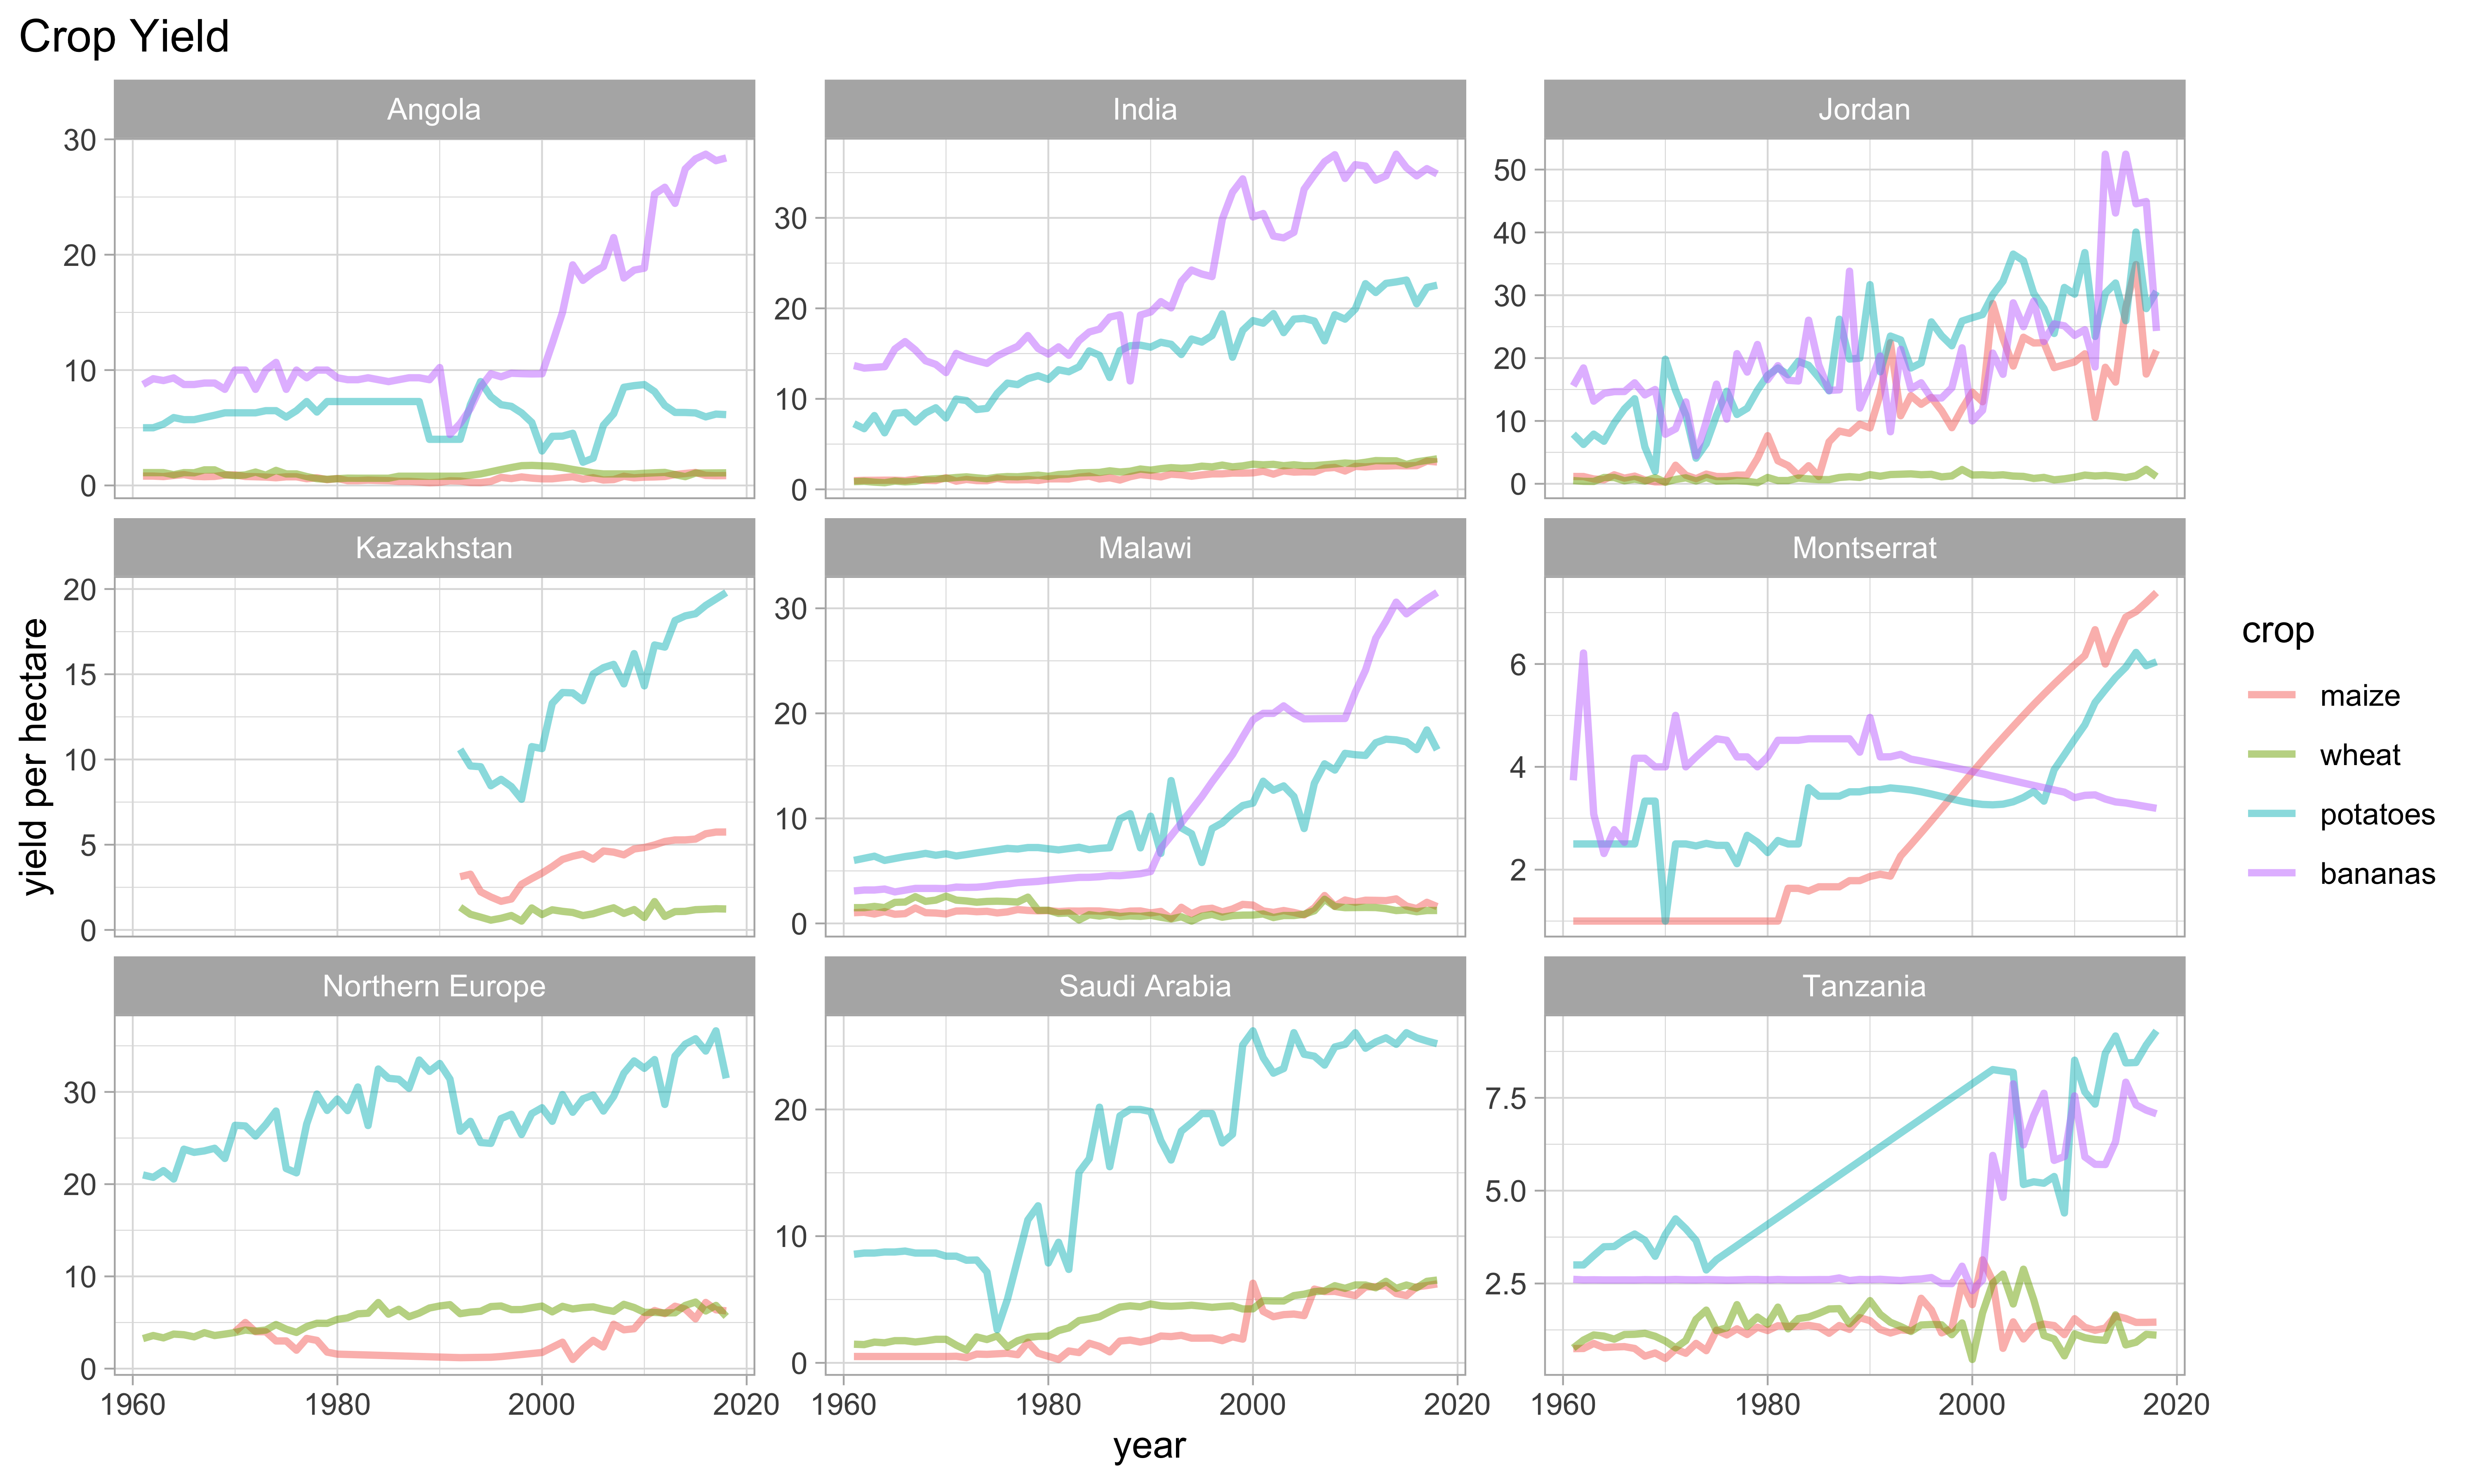 Crop Yield
Angola
India
Jordan
30
20
10
0
30
20
10
0
50
40
30
20
10
0
Kazakhstan
Malawi
Montserrat
20
15
10
5
0
30
20
10
0
6
4
2
Northern Europe
Saudi Arabia
Tanzania
30
20
10
0
20
10
0
7.5
5.0
2.5
1960 1980 2000 2020
1960 1980 2000 2020
1960 1980 2000 2020
year
yield per hectare
crop
maize
wheat
potatoes
bananas